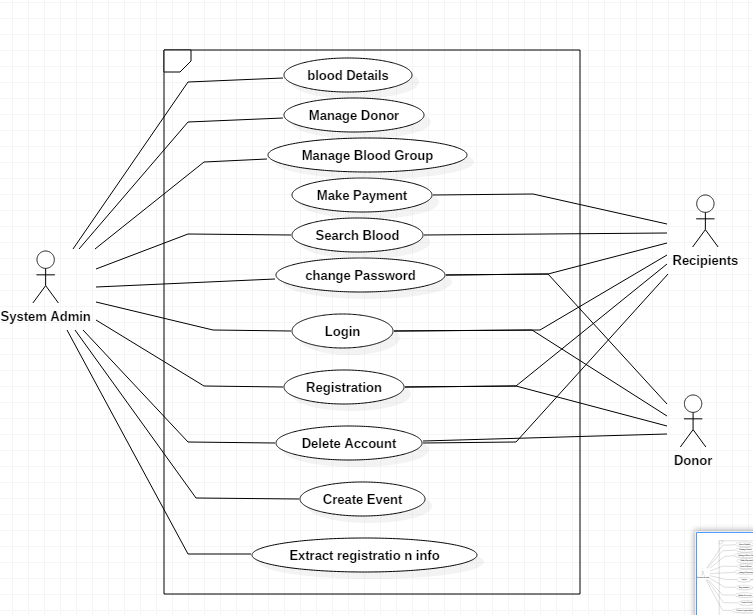 blood Details
Manage Donor
Manage Blood Group
Make Payment
Search Blood
change Password
Login
Registration
Delete Account
Create Event
Extract registratio n info
System Admin
Recipients
Donor